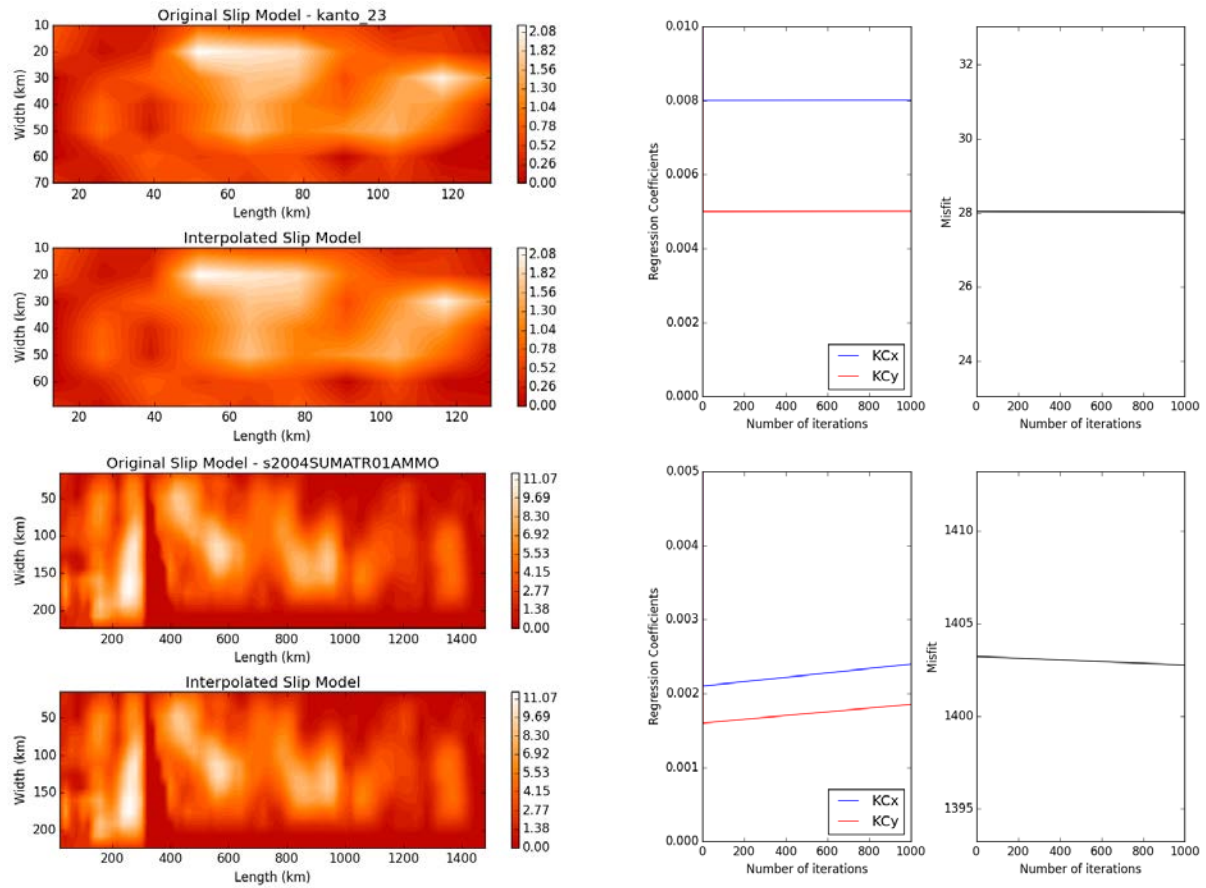 Original Slip Model - kanto_23
10
20
30
40
50
60
70
Width (km)
20 40 60 80 100 120
Length (km)
2.08
1.82
1.56
1.30
1.04
0.78
0.52
0.26
0.00
Interpolated Slip Model
10
20
30
40
50
60
Width (km)
20 40 60 80 100 120
Length (km)
2.08
1.82
1.56
1.30
1.04
0.78
0.52
0.26
0.00
0.010
0.008
0.006
0.004
0.002
0.000
Regression Coefficients
KCx
KCy
0 200 400 600 800 1000
Number of iterations
32
30
28
26
24
Misfit
0 200 400 600 800 1000
Number of iterations
Original Slip Model - s2004SUMATR01AMMO
50
100
150
200
Width (km)
200 400 600 800 1000 1200 1400
Length (km)
11.07
9.69
8.30
6.92
5.53
4.15
2.77
1.38
0.00
Interpolated Slip Model
50
100
150
200
Width (km)
200 400 600 800 1000 1200 1400
Length (km)
11.07
9.69
8.30
6.92
5.53
4.15
2.77
1.38
0.00
0.005
0.004
0.003
0.002
0.001
0.000
Regression Coefficients
KCx
KCy
0 200 400 600 800 1000
Number of iterations
1410
1405
1400
1395
Misfit
0 200 400 600 800 1000
Number of iterations